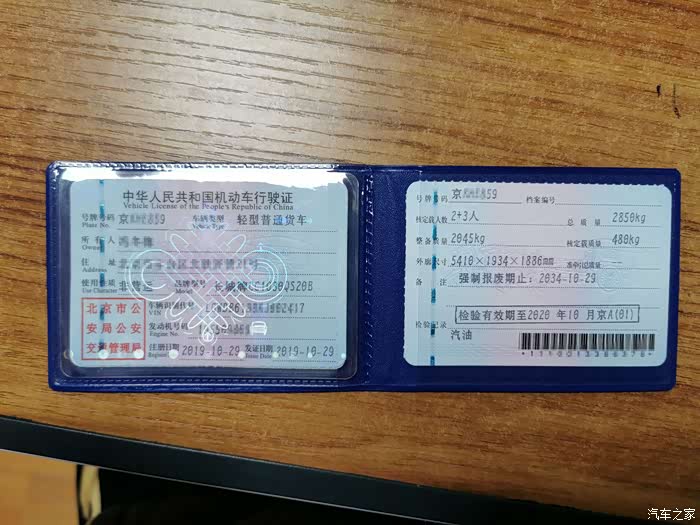 中华人民共和国机动车行驶证
Vehicle License of the People's Republic of China
号牌号码 京 859 车辆类型 轻型普通货车
Plate No. Vehicle Type
所有人
Owner
住址
Address
使用性质 非营运 品牌型号 长城牌
Use Character Model
北京市公安局公安交通管理局
车辆识别代号
VIN
发动机号码
Engine No.
注册日期 2019-10-29 发证日期 2019-10-29
Register Issue Date
号牌号码 京 859 档案编号
核定载人数 2+3人 总质量 2850kg
整备质量 2045kg 核定载质量 480kg
外廓尺寸 5410×1934×1886mm 准牵引总质量 --
备注 强制报废期止：2034-10-29
检验有效期至2020 年10 月京A(01)
检验记录
汽油
汽车之家